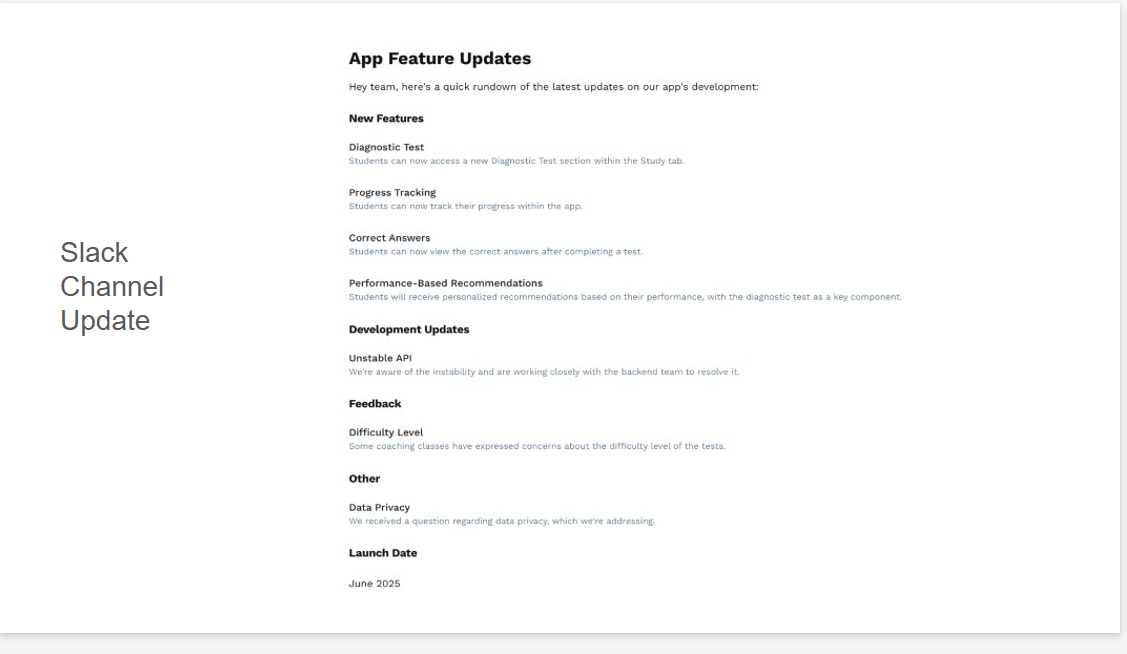 Slack
Channel
Update
App Feature Updates
Hey team, here's a quick rundown of the latest updates on our app's development:
New Features
Diagnostic Test
Students can now access a new Diagnostic Test section within the Study tab.
Progress Tracking
Students can now track their progress within the app.
Correct Answers
Students can now view the correct answers after completing a test.
Performance-Based Recommendations
Students will receive personalized recommendations based on their performance, with the diagnostic test as a key component.
Development Updates
Unstable API
We're aware of the instability and are working closely with the backend team to resolve it.
Feedback
Difficulty Level
Some coaching classes have expressed concerns about the difficulty level of the tests.
Other
Data Privacy
We received a question regarding data privacy, which we're addressing.
Launch Date
June 2025